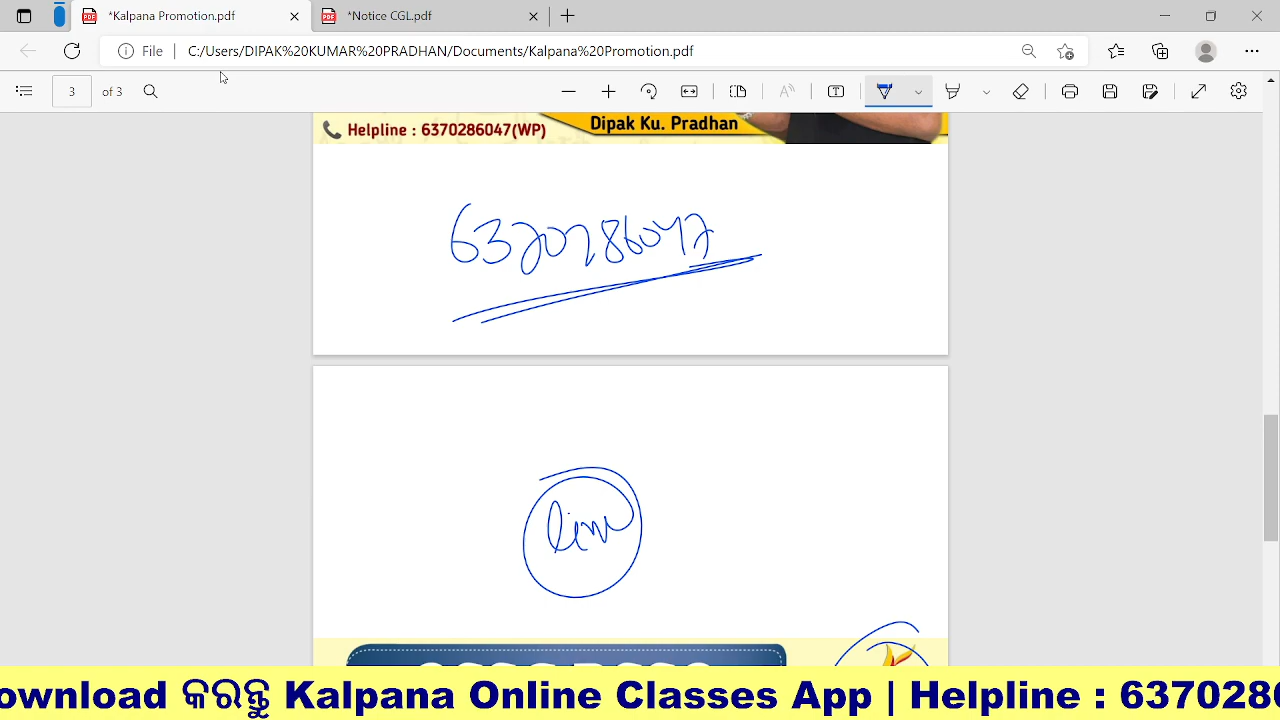 *Kalpana Promotion.pdf
*Notice CGL.pdf
File
C:/Users/DIPAK%20KUMAR%20PRADHAN/Documents/Kalpana%20Promotion.pdf
3 of 3
Helpline : 6370286047(WP)
Dipak Ku. Pradhan
6370286047
ownload କରନ୍ତୁ Kalpana Online Classes App | Helpline : 637028